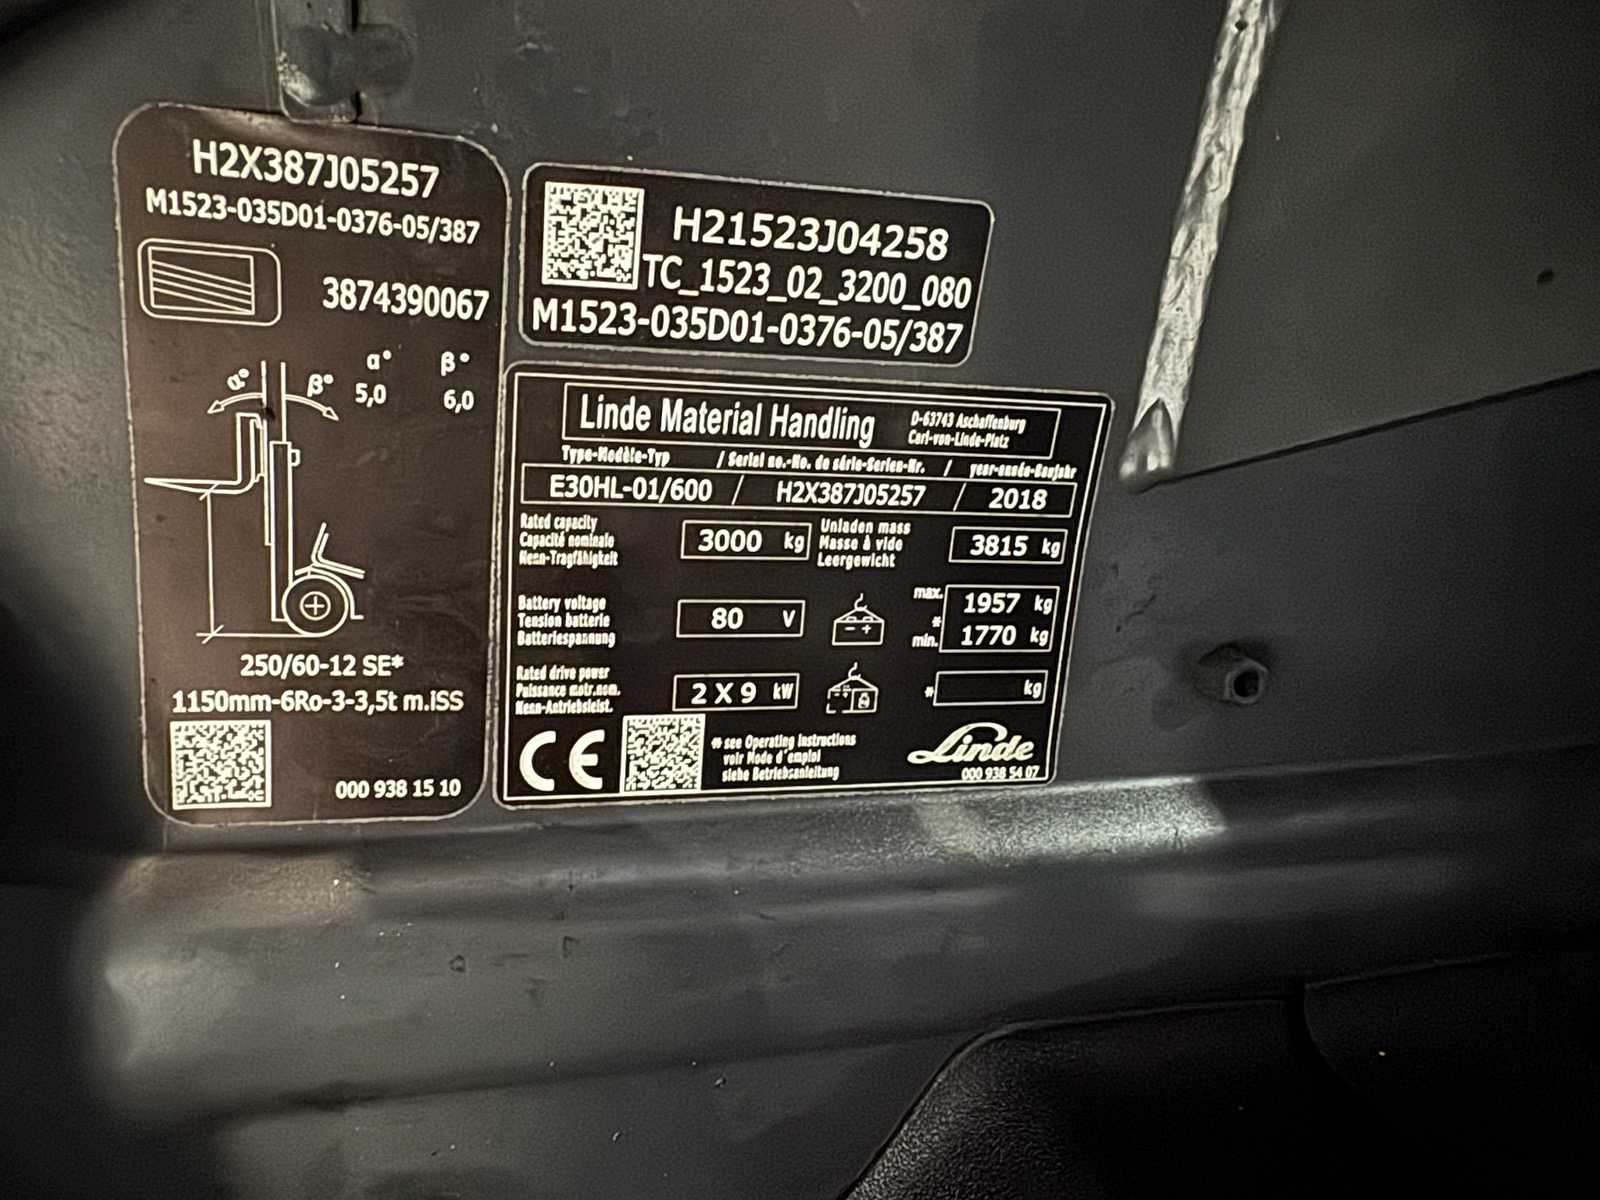 H2X387J05257
M1523-035D01-0376-05/387
3874390067
α° β°
α° β° 5,0 6,0
250/60-12 SE*
1150mm-6Ro-3-3,5t m.iSS
000 938 15 10
H21523J04258
TC_1523_02_3200_080
M1523-035D01-0376-05/387
Linde Material Handling
D-63743 Aschaffenburg
Carl-von-Linde-Platz
Type-Modèle-Typ / Serial no.-No. de série-Serien-Nr. / year-année-Baujahr
E30HL-01/600 / H2X387J05257 / 2018
Rated capacity
Capacité nominale
Nenn-Tragfähigkeit
3000 kg
Unladen mass
Masse à vide
Leergewicht
3815 kg
Battery voltage
Tension batterie
Batteriespannung
80 V
- +
max. 1957 kg
*
min. 1770 kg
Rated drive power
Puissance motr.nom.
Nenn-Antriebsleist.
2 X 9 kW
* kg
CE
* see Operating instructions
voir Mode d'emploi
siehe Betriebsanleitung
Linde
000 938 54 07